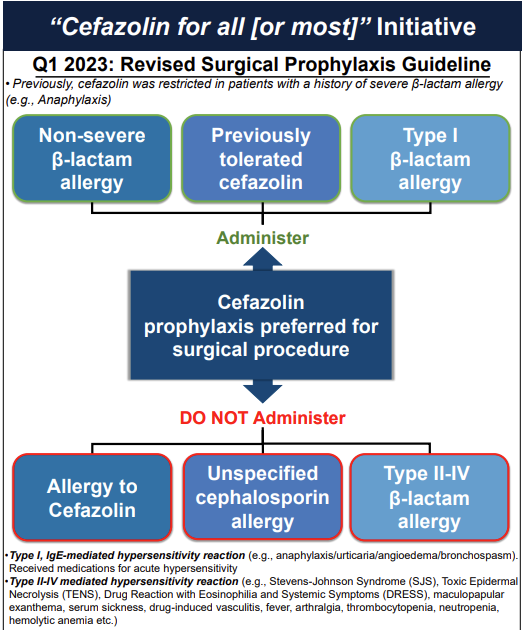 “Cefazolin for all [or most]” Initiative
Q1 2023: Revised Surgical Prophylaxis Guideline
• Previously, cefazolin was restricted in patients with a history of severe β-lactam allergy
(e.g., Anaphylaxis)
Non-severe
β-lactam
allergy
Previously
tolerated
cefazolin
Type I
β-lactam
allergy
Administer
Cefazolin
prophylaxis preferred for
surgical procedure
DO NOT Administer
Allergy to
Cefazolin
Unspecified
cephalosporin
allergy
Type II-IV
β-lactam
allergy
•Type I, IgE-mediated hypersensitivity reaction (e.g., anaphylaxis/urticaria/angioedema/bronchospasm).
Received medications for acute hypersensitivity
•Type II-IV mediated hypersensitivity reaction (e.g., Stevens-Johnson Syndrome (SJS), Toxic Epidermal
Necrolysis (TENS), Drug Reaction with Eosinophilia and Systemic Symptoms (DRESS), maculopapular
exanthema, serum sickness, drug-induced vasculitis, fever, arthralgia, thrombocytopenia, neutropenia,
hemolytic anemia etc.)